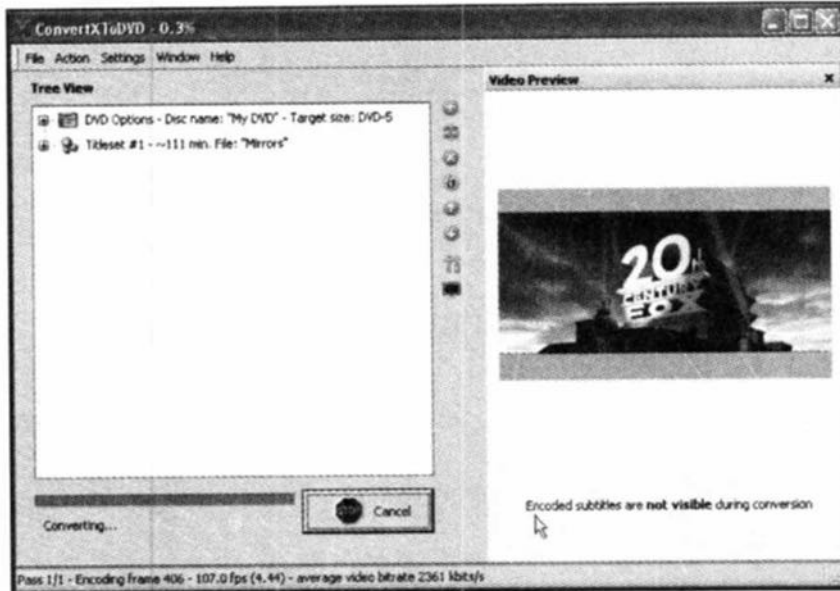 ConvertXToDVD - 0.3%
File Action Settings Window Help
Tree View
DVD Options - Disc name: "My DVD" - Target size: DVD-5
Titleset #1 - ~111 min. File: "Mirrors"
Converting...
Cancel
Video Preview
20th
CENTURY
FOX
Encoded subtitles are not visible during conversion
Pass 1/1 - Encoding frame 406 - 107.0 fps (4.44) - average video bitrate 2361 kbits/s